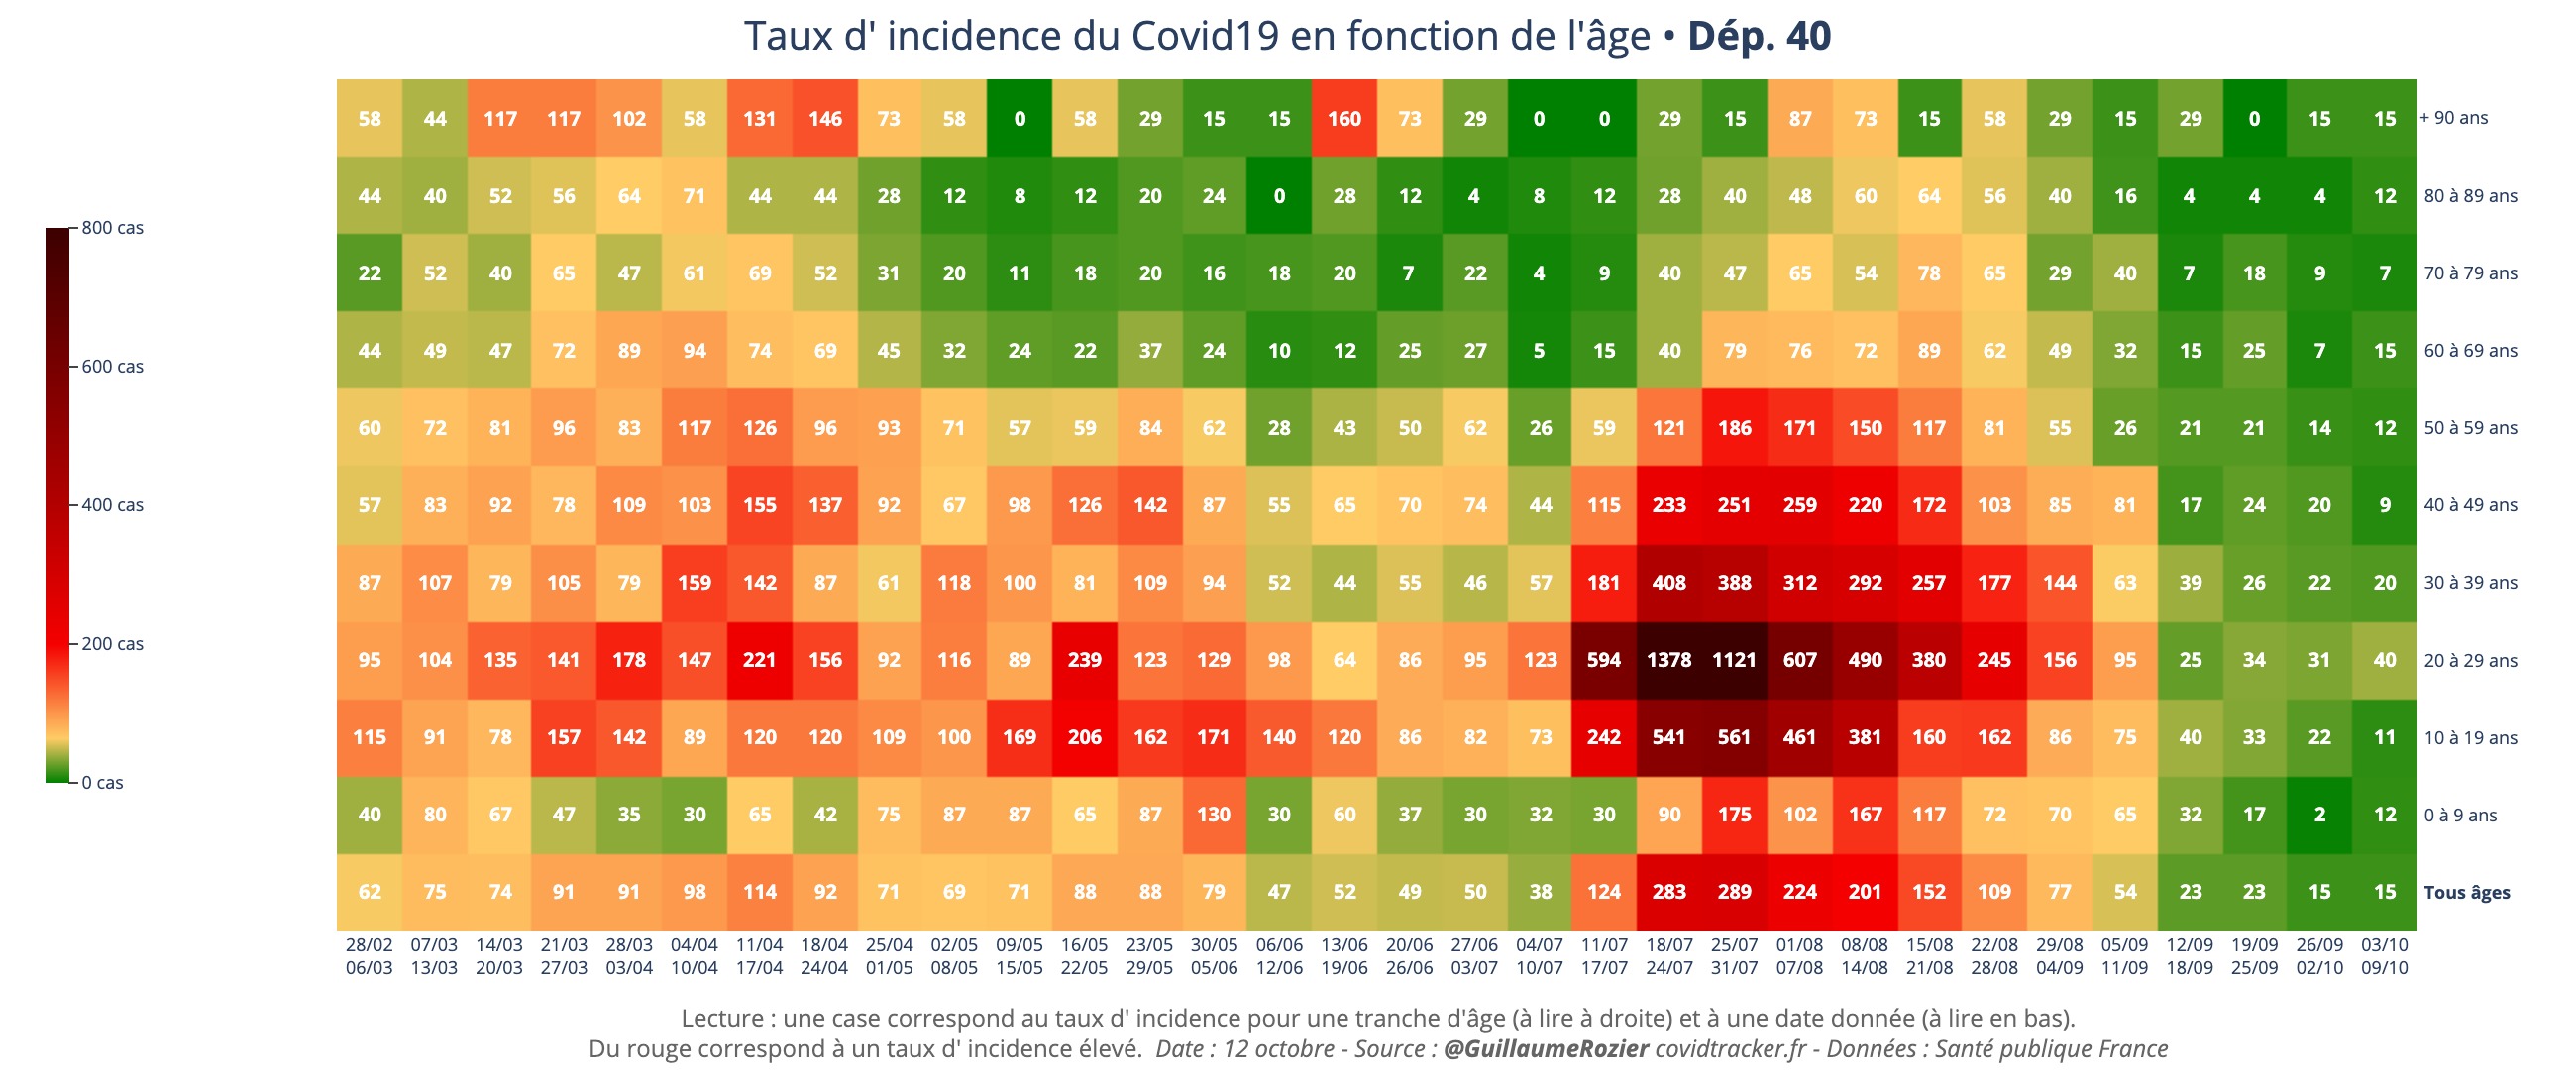 Taux d' incidence du Covid19 en fonction de l'âge • Dép. 40
800 cas
600 cas
400 cas
200 cas
0 cas
58 44 117 117 102 58 131 146 73 58 0 58 29 15 15 160 73 29 0 0 29 15 87 73 15 58 29 15 29 0 15 15 + 90 ans
44 40 52 56 64 71 44 44 28 12 8 12 20 24 0 28 12 4 8 12 28 40 48 60 64 56 40 16 4 4 4 12 80 à 89 ans
22 52 40 65 47 61 69 52 31 20 11 18 20 16 18 20 7 22 4 9 40 47 65 54 78 65 29 40 7 18 9 7 70 à 79 ans
44 49 47 72 89 94 74 69 45 32 24 22 37 24 10 12 25 27 5 15 40 79 76 72 89 62 49 32 15 25 7 15 60 à 69 ans
60 72 81 96 83 117 126 96 93 71 57 59 84 62 28 43 50 62 26 59 121 186 171 150 117 81 55 26 21 21 14 12 50 à 59 ans
57 83 92 78 109 103 155 137 92 67 98 126 142 87 55 65 70 74 44 115 233 251 259 220 172 103 85 81 17 24 20 9 40 à 49 ans
87 107 79 105 79 159 142 87 61 118 100 81 109 94 52 44 55 46 57 181 408 388 312 292 257 177 144 63 39 26 22 20 30 à 39 ans
95 104 135 141 178 147 221 156 92 116 89 239 123 129 98 64 86 95 123 594 1378 1121 607 490 380 245 156 95 25 34 31 40 20 à 29 ans
115 91 78 157 142 89 120 120 109 100 169 206 162 171 140 120 86 82 73 242 541 561 461 381 160 162 86 75 40 33 22 11 10 à 19 ans
40 80 67 47 35 30 65 42 75 87 87 65 87 130 30 60 37 30 32 30 90 175 102 167 117 72 70 65 32 17 2 12 0 à 9 ans
62 75 74 91 91 98 114 92 71 69 71 88 88 79 47 52 49 50 38 124 283 289 224 201 152 109 77 54 23 23 15 15 Tous âges
28/02 07/03 14/03 21/03 28/03 04/04 11/04 18/04 25/04 02/05 09/05 16/05 23/05 30/05 06/06 13/06 20/06 27/06 04/07 11/07 18/07 25/07 01/08 08/08 15/08 22/08 29/08 05/09 12/09 19/09 26/09 03/10
06/03 13/03 20/03 27/03 03/04 10/04 17/04 24/04 01/05 08/05 15/05 22/05 29/05 05/06 12/06 19/06 26/06 03/07 10/07 17/07 24/07 31/07 07/08 14/08 21/08 28/08 04/09 11/09 18/09 25/09 02/10 09/10
Lecture : une case correspond au taux d' incidence pour une tranche d'âge (à lire à droite) et à une date donnée (à lire en bas).
Du rouge correspond à un taux d' incidence élevé. Date : 12 octobre - Source : @GuillaumeRozier covidtracker.fr - Données : Santé publique France